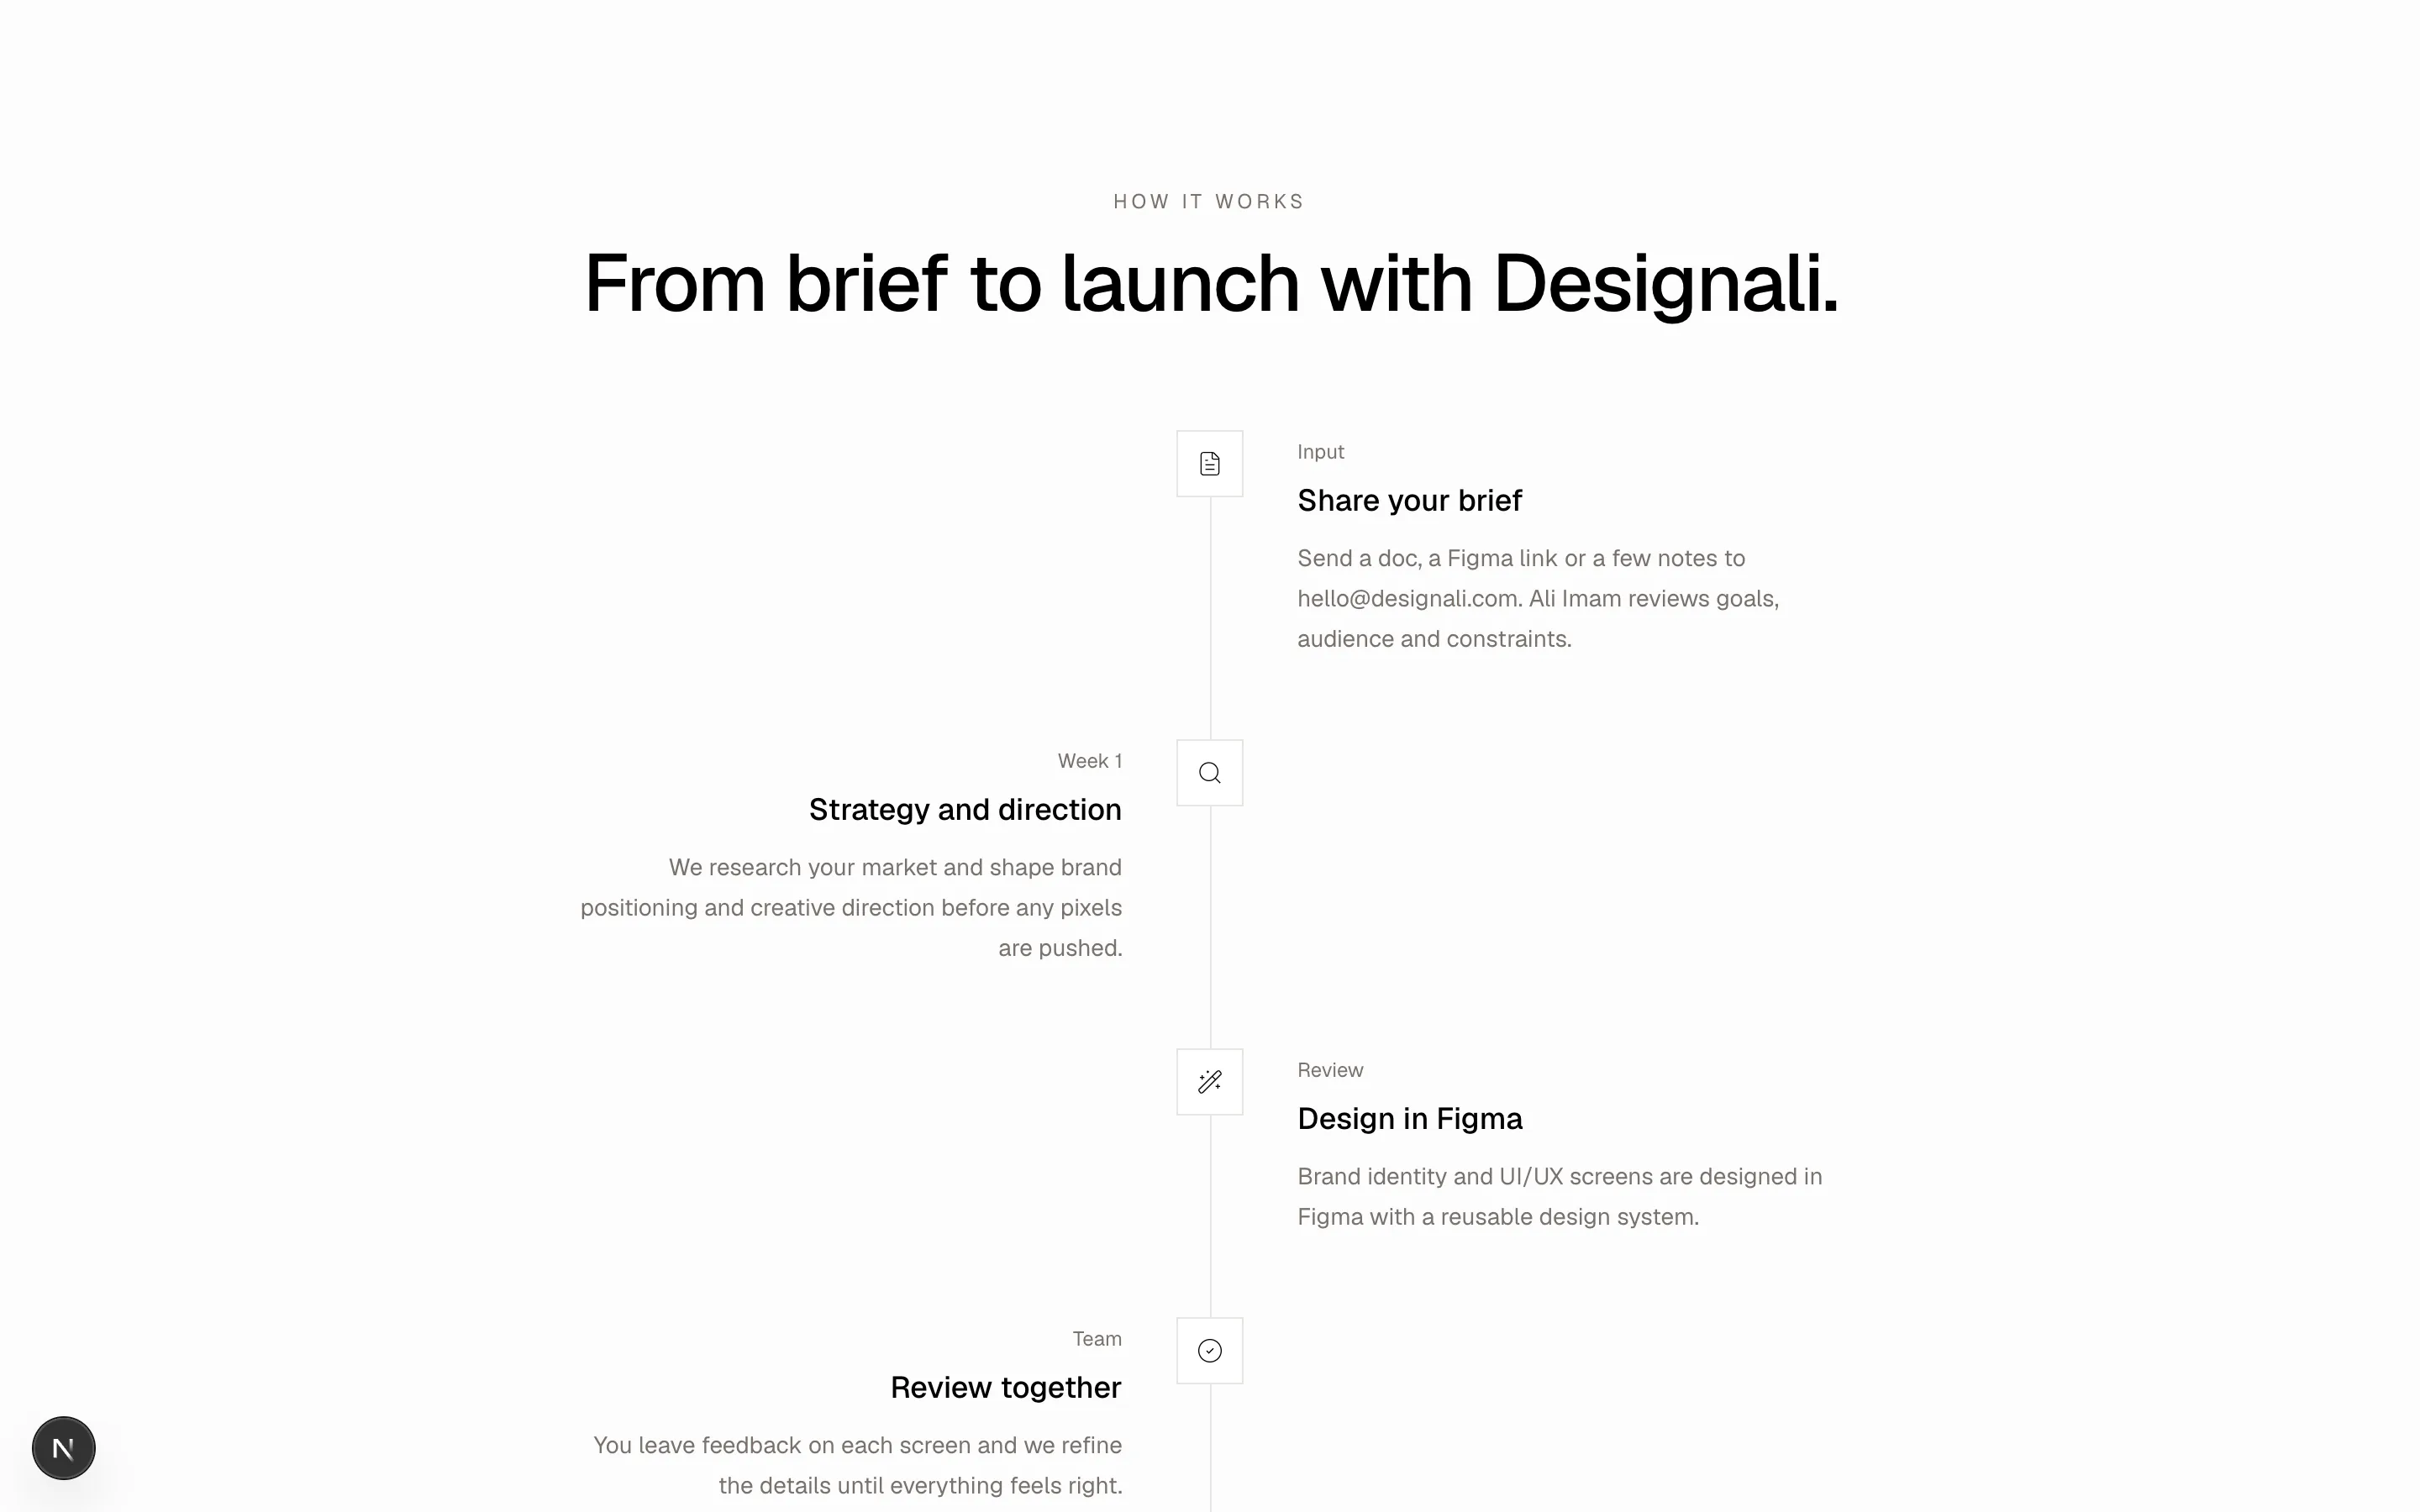 HOW IT WORKS
From brief to launch with Designali.
Input
Share your brief
Send a doc, a Figma link or a few notes to
hello@designali.com. Ali Imam reviews goals,
audience and constraints.
Week 1
Strategy and direction
We research your market and shape brand
positioning and creative direction before any pixels
are pushed.
Review
Design in Figma
Brand identity and UI/UX screens are designed in
Figma with a reusable design system.
Team
Review together
You leave feedback on each screen and we refine
the details until everything feels right.
N